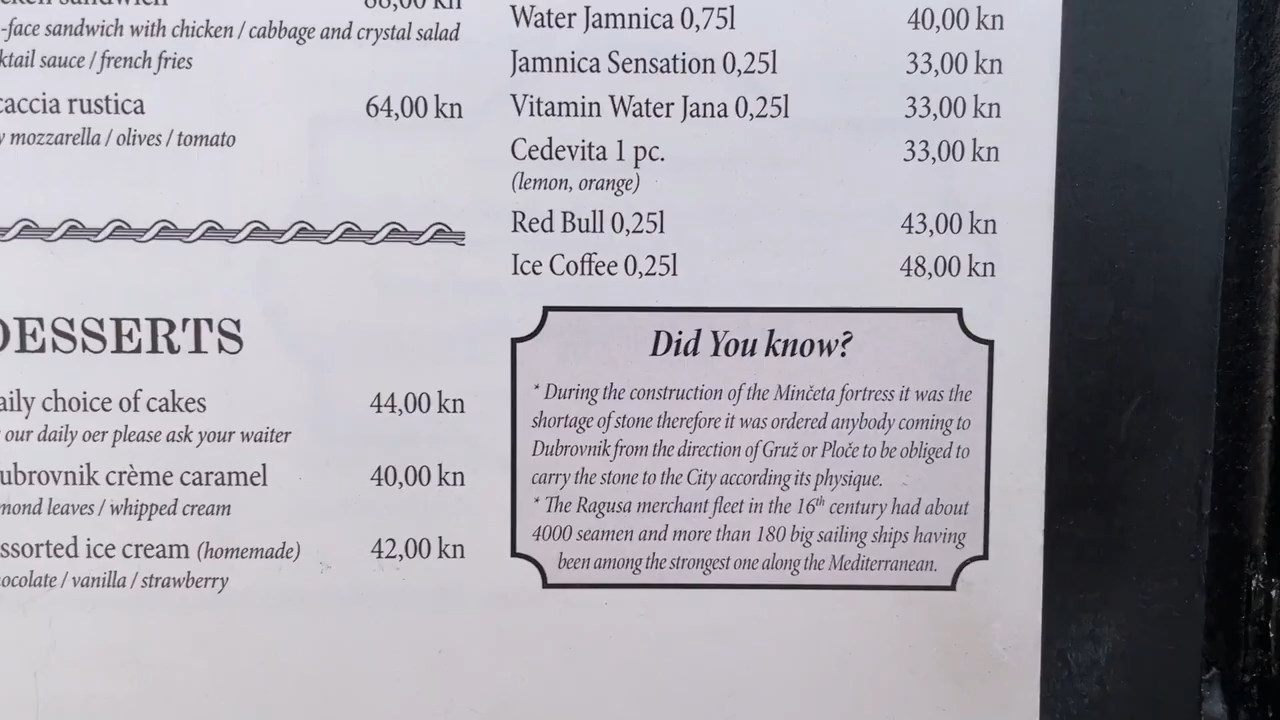 -face sandwich with chicken / cabbage and crystal salad
ktail sauce / french fries
caccia rustica 64,00 kn
mozzarella / olives / tomato
DESSERTS
aily choice of cakes 44,00 kn
our daily oer please ask your waiter
ubrovnik crème caramel 40,00 kn
mond leaves / whipped cream
ssorted ice cream (homemade) 42,00 kn
ocolate / vanilla / strawberry
Water Jamnica 0,75l 40,00 kn
Jamnica Sensation 0,25l 33,00 kn
Vitamin Water Jana 0,25l 33,00 kn
Cedevita 1 pc. 33,00 kn
(lemon, orange)
Red Bull 0,25l 43,00 kn
Ice Coffee 0,25l 48,00 kn
Did You know?
* During the construction of the Minčeta fortress it was the
shortage of stone therefore it was ordered anybody coming to
Dubrovnik from the direction of Gruž or Ploče to be obliged to
carry the stone to the City according its physique.
* The Ragusa merchant fleet in the 16th century had about
4000 seamen and more than 180 big sailing ships having
been among the strongest one along the Mediterranean.